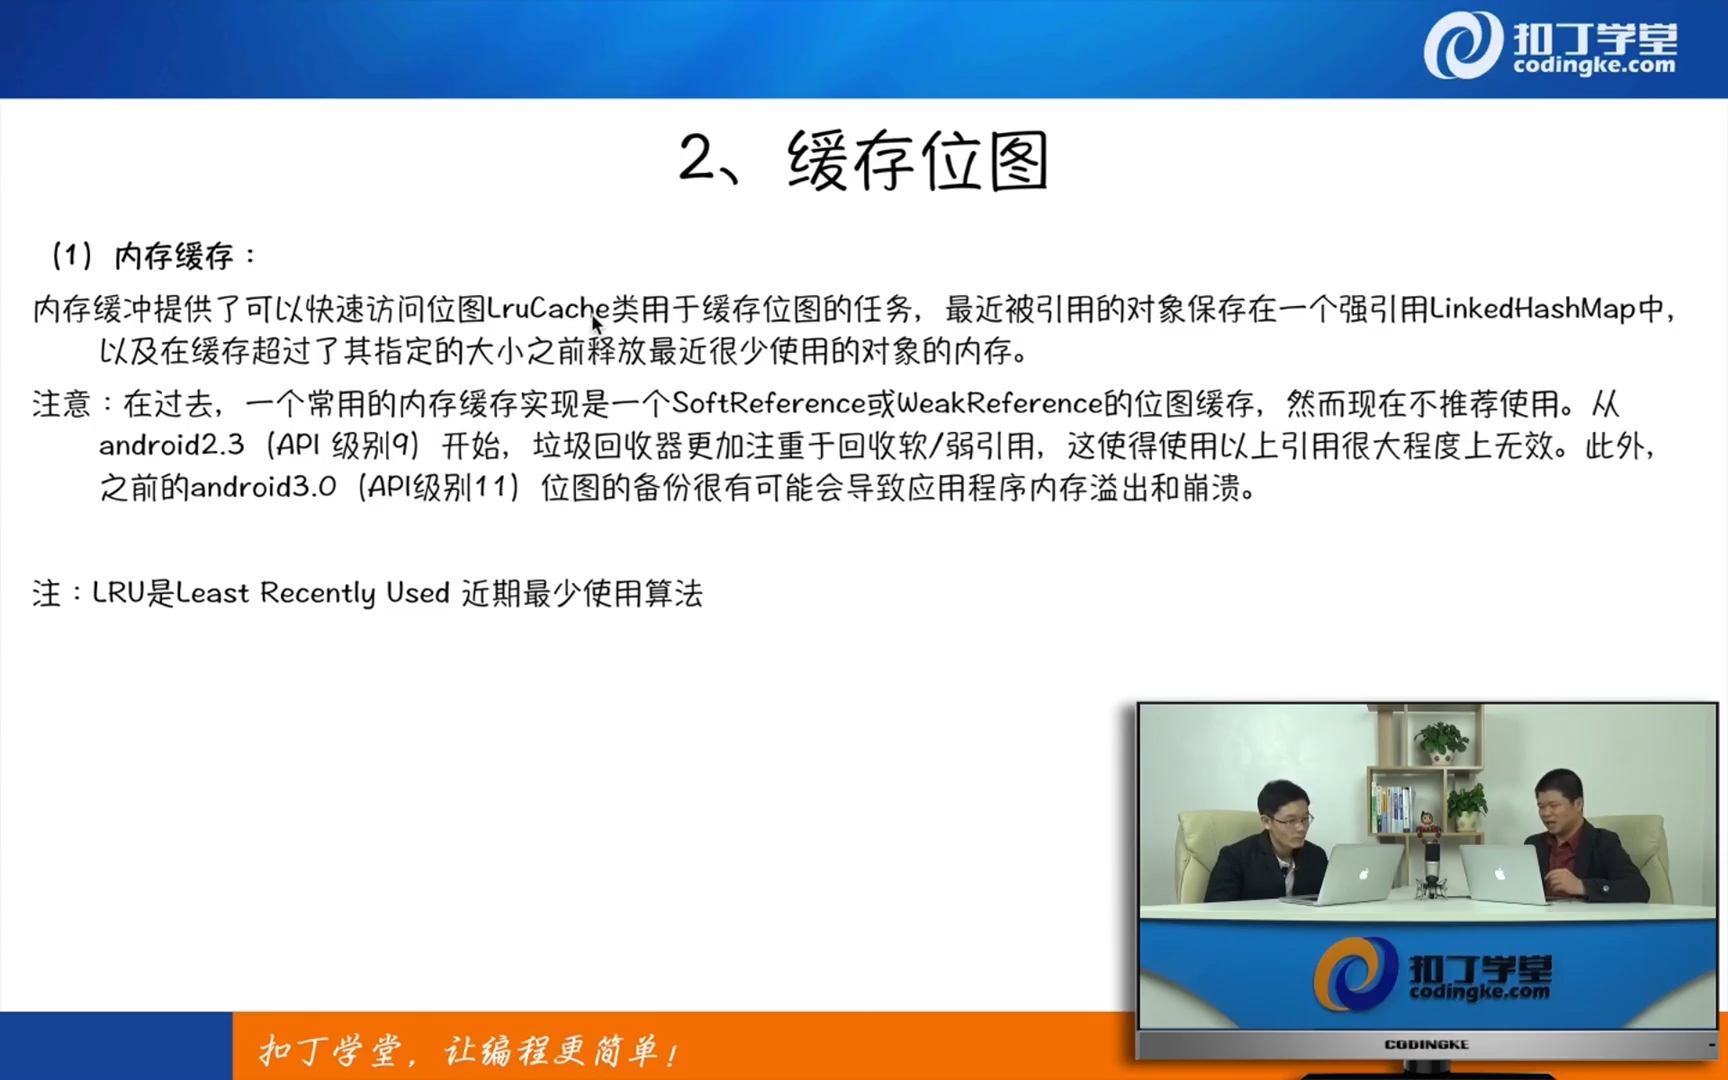 扣丁学堂
codingke.com
2、缓存位图
（1）内存缓存：
内存缓冲提供了可以快速访问位图LruCache类用于缓存位图的任务，最近被引用的对象保存在一个强引用LinkedHashMap中，
以及在缓存超过了其指定的大小之前释放最近很少使用的对象的内存。
注意：在过去，一个常用的内存缓存实现是一个SoftReference或WeakReference的位图缓存，然而现在不推荐使用。从
android2.3（API 级别9）开始，垃圾回收器更加注重于回收软/弱引用，这使得使用以上引用很大程度上无效。此外，
之前的android3.0（API级别11）位图的备份很有可能会导致应用程序内存溢出和崩溃。
注：LRU是Least Recently Used 近期最少使用算法
扣丁学堂
codingke.com
CODINGKE
扣丁学堂，让编程更简单！